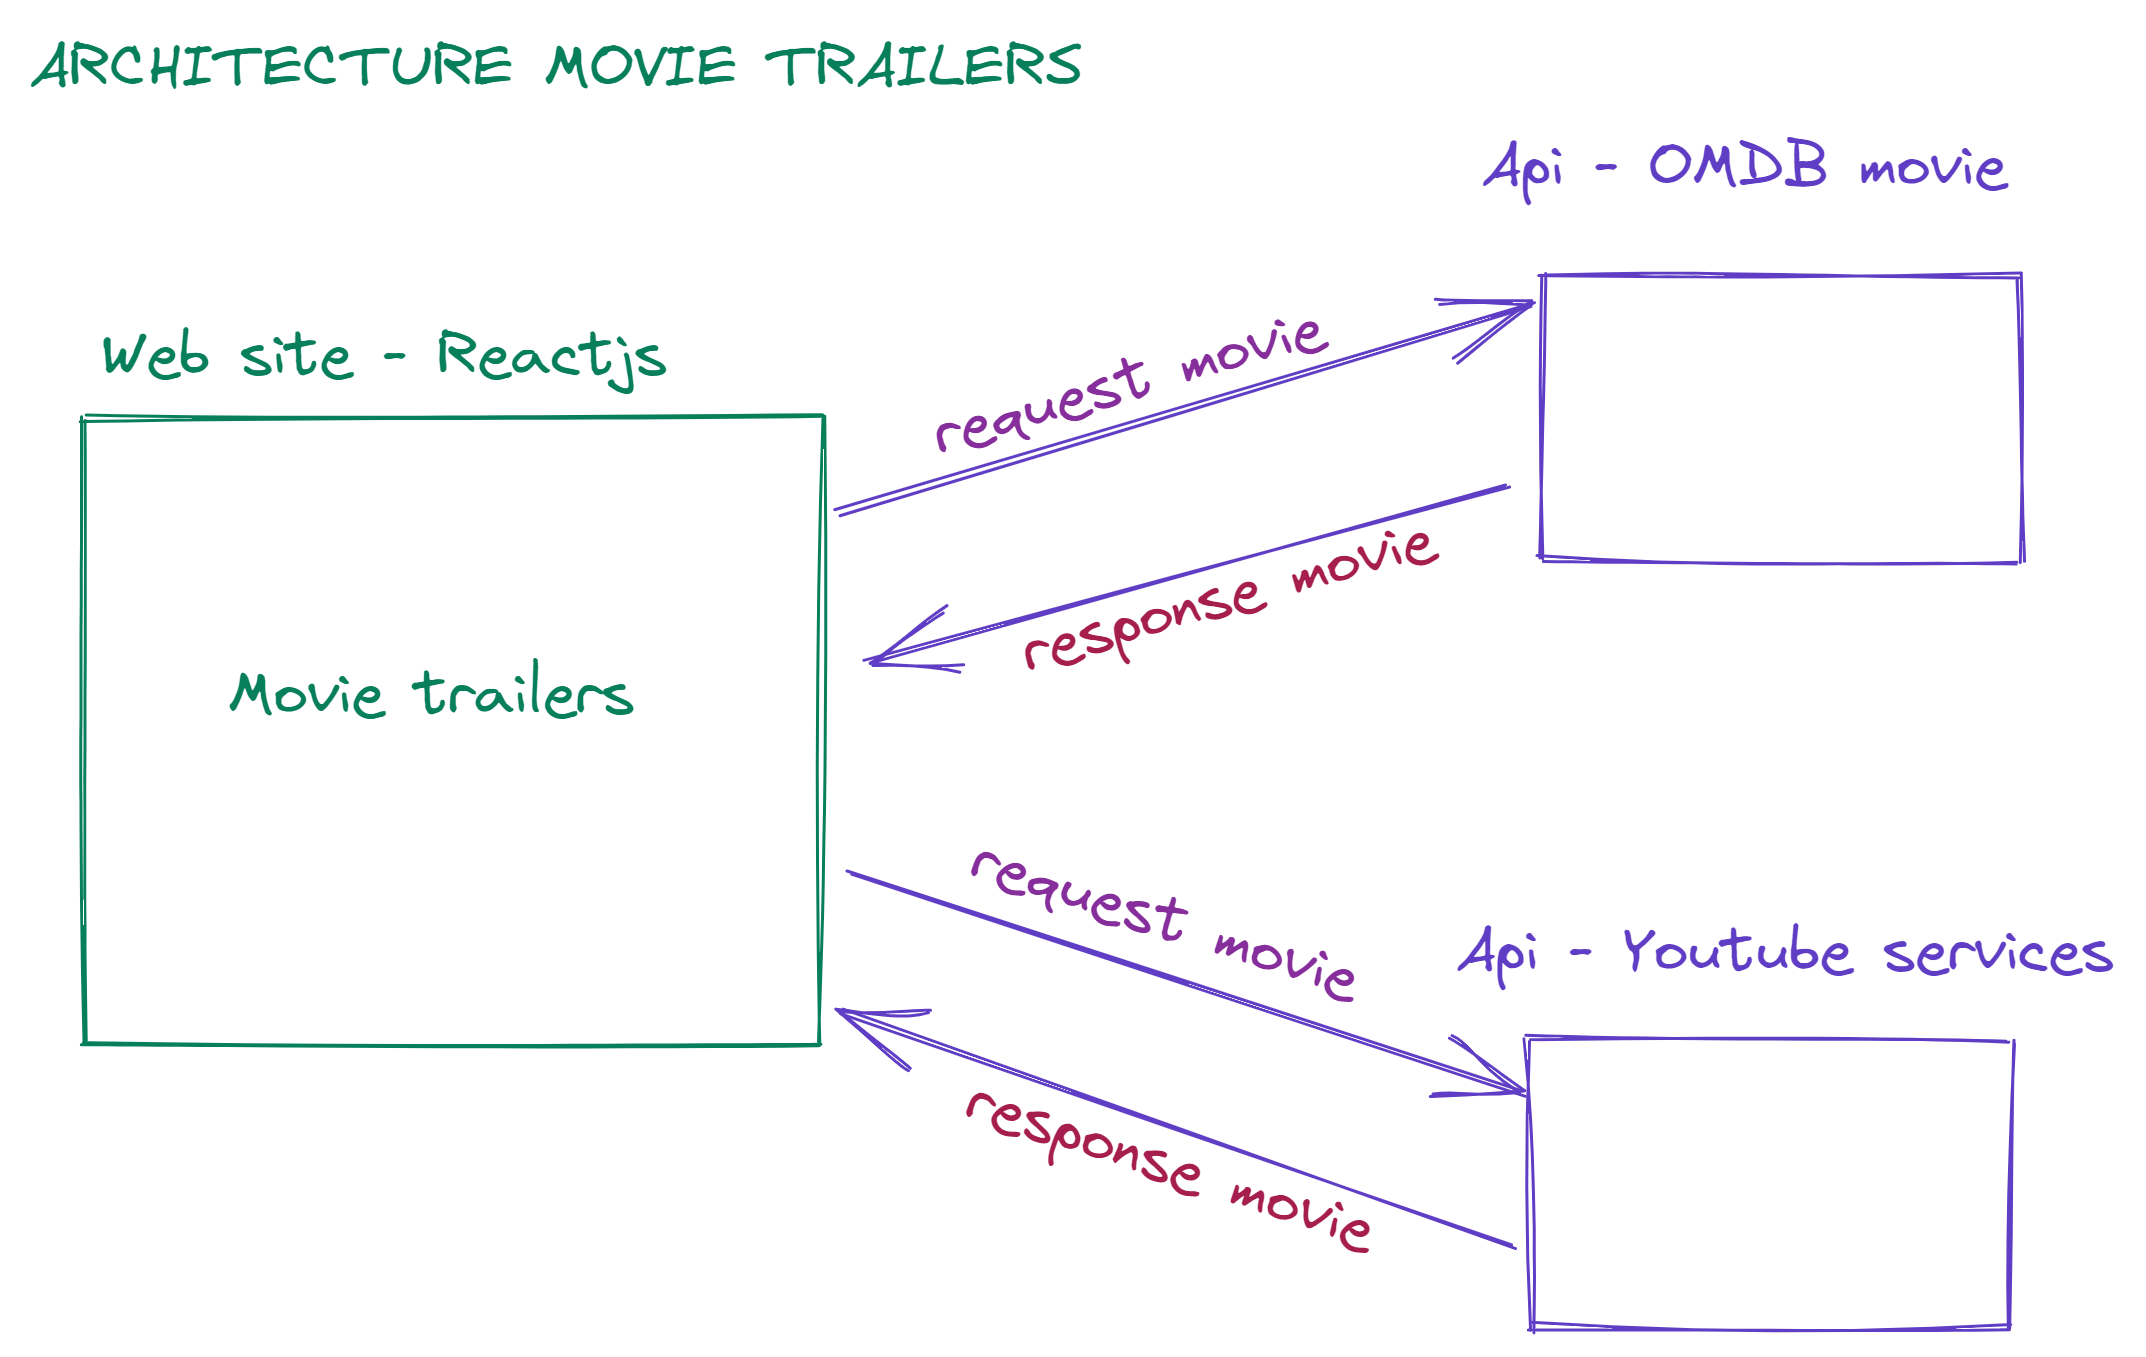 ARCHITECTURE MOVIE TRAILERS
Api - OMDB movie
Web site - Reactjs
request movie
response movie
Movie trailers
request movie
Api - Youtube services
response movie